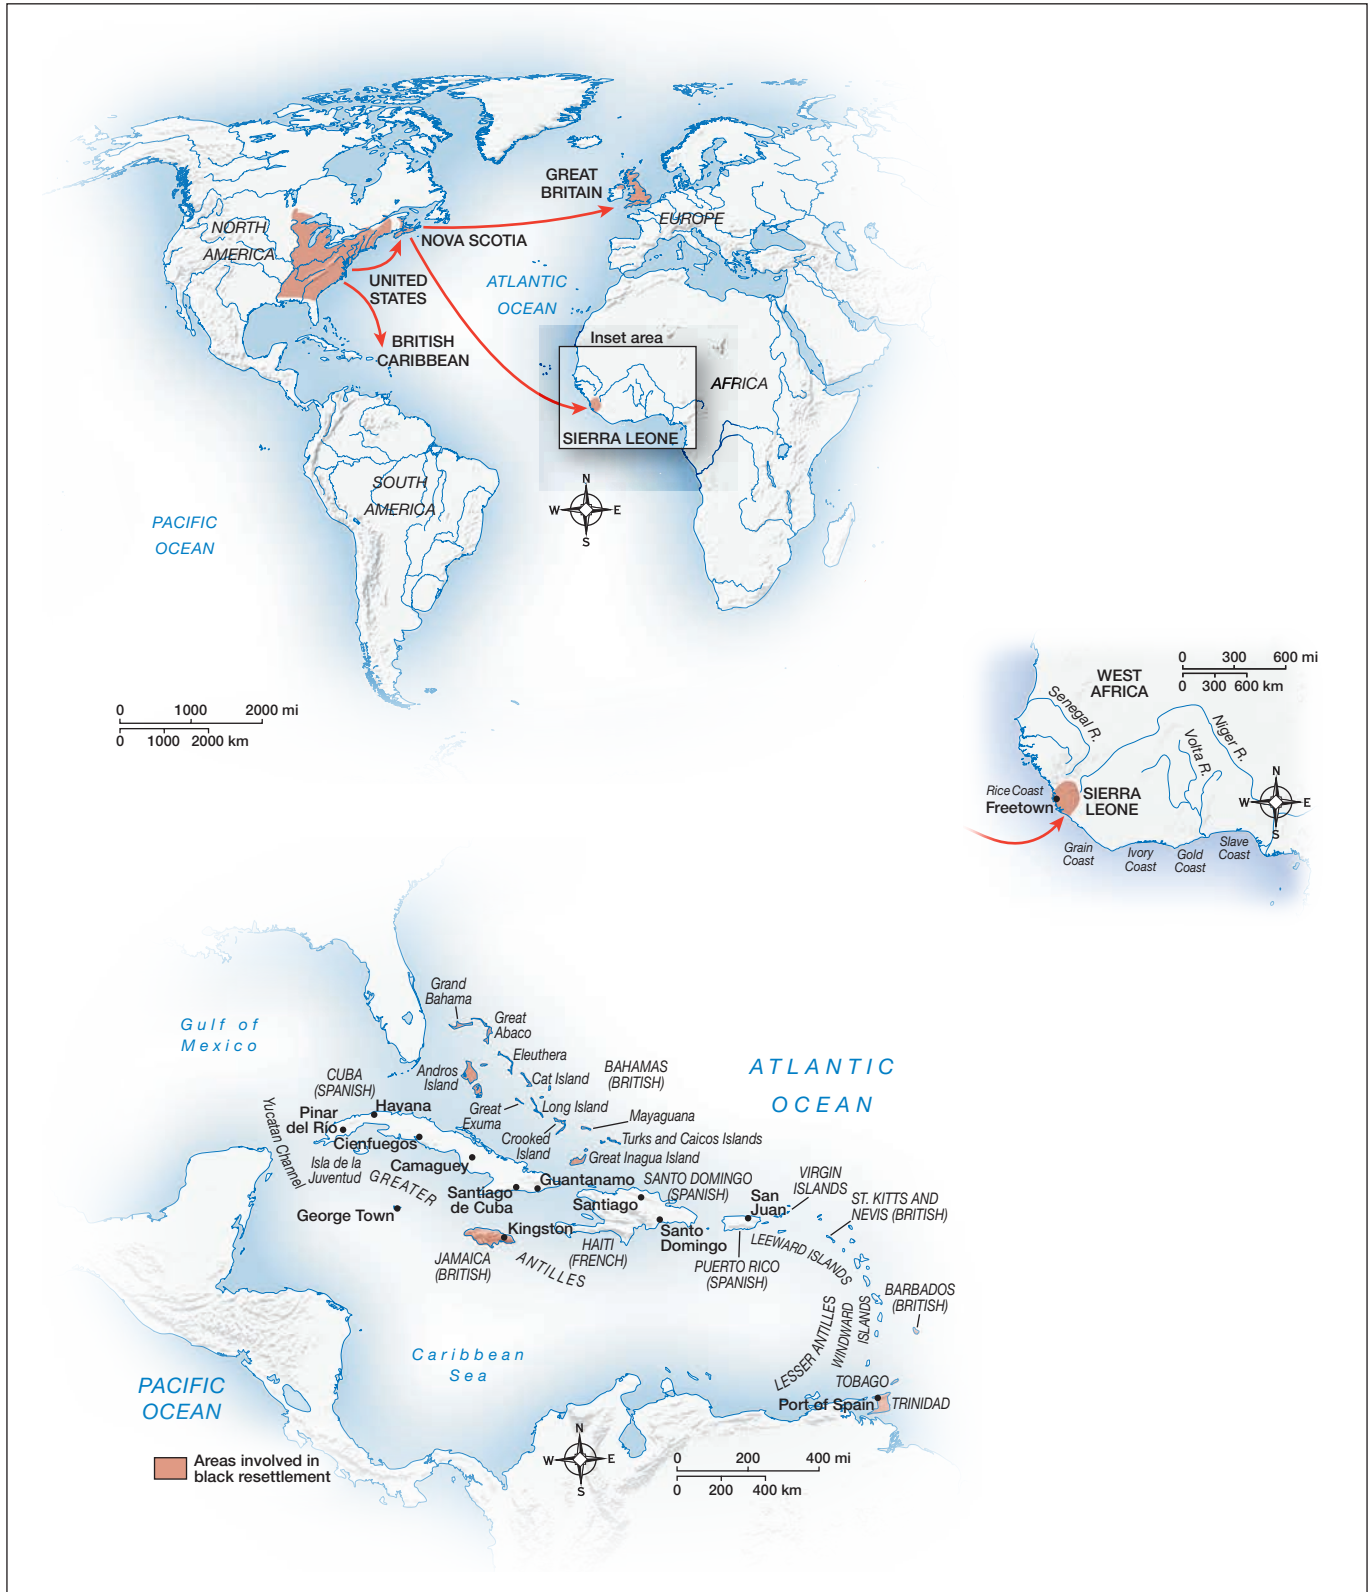 GREAT
BRITAIN
EUROPE
NORTH
AMERICA
NOVA SCOTIA
UNITED
STATES
ATLANTIC
OCEAN
BRITISH
CARIBBEAN
Inset area
AFRICA
SIERRA LEONE
SOUTH
AMERICA
N
W
E
S
PACIFIC
OCEAN
0 1000 2000 mi
0 1000 2000 km
0 300 600 mi
0 300 600 km
WEST
AFRICA
Senegal R.
Niger R.
Volta R.
Rice Coast
Freetown
SIERRA
LEONE
N
W
E
S
Grain
Coast
Ivory
Coast
Gold
Coast
Slave
Coast
Gulf of
Mexico
Grand
Bahama
Great
Abaco
Eleuthera
Andros
Island
Cat Island
BAHAMAS
(BRITISH)
ATLANTIC
OCEAN
CUBA
(SPANISH)
Havana
Pinar
del Río
Cienfuegos
Great
Exuma
Long Island
Mayaguana
Crooked
Island
Turks and Caicos Islands
Great Inagua Island
Yucatan Channel
Isla de la
Juventud
Camaguey
GREATER
ANTILLES
Guantanamo
Santiago
de Cuba
SANTO DOMINGO
(SPANISH)
Santiago
San
Juan
VIRGIN
ISLANDS
ST. KITTS AND
NEVIS (BRITISH)
George Town
Kingston
JAMAICA
(BRITISH)
HAITI
(FRENCH)
Santo
Domingo
PUERTO RICO
(SPANISH)
LEEWARD ISLANDS
BARBADOS
(BRITISH)
LESSER ANTILLES
WINDWARD
ISLANDS
Caribbean
Sea
TOBAGO
Port of Spain
TRINIDAD
PACIFIC
OCEAN
Areas involved in
black resettlement
N
W
E
S
0 200 400 mi
0 200 400 km